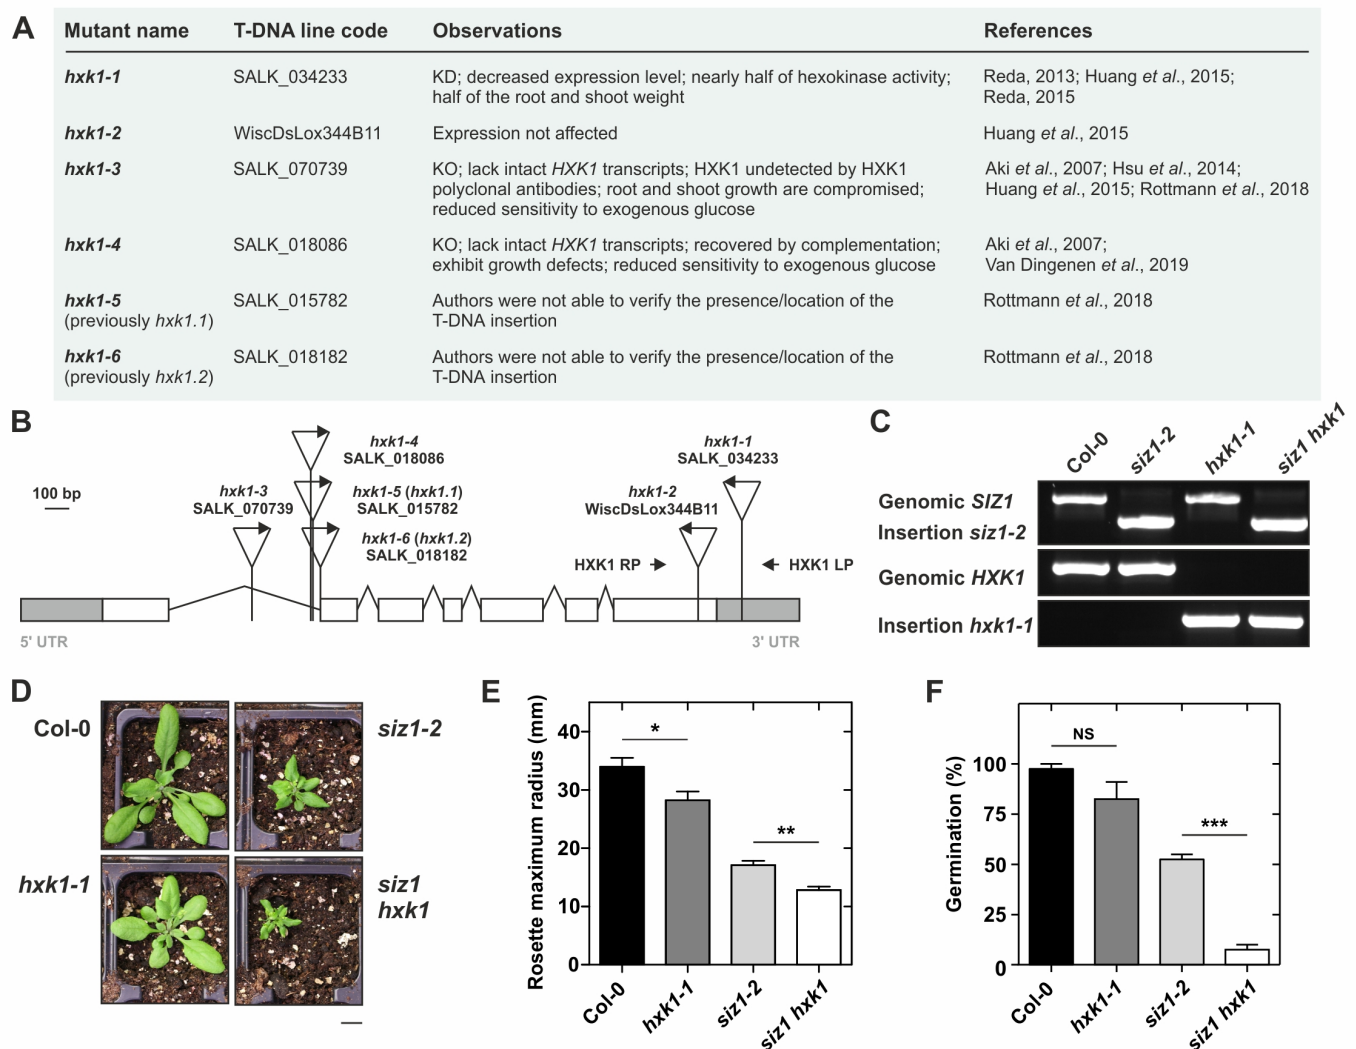 A
Mutant name T-DNA line code Observations References
hxk1-1 SALK_034233 KD; decreased expression level; nearly half of hexokinase activity; Reda, 2013; Huang et al., 2015;
half of the root and shoot weight Reda, 2015
hxk1-2 WiscDsLox344B11 Expression not affected Huang et al., 2015
hxk1-3 SALK_070739 KO; lack intact HXK1 transcripts; HXK1 undetected by HXK1 Aki et al., 2007; Hsu et al., 2014;
polyclonal antibodies; root and shoot growth are compromised; Huang et al., 2015; Rottmann et al., 2018
reduced sensitivity to exogenous glucose
hxk1-4 SALK_018086 KO; lack intact HXK1 transcripts; recovered by complementation; Aki et al., 2007;
exhibit growth defects; reduced sensitivity to exogenous glucose Van Dingenen et al., 2019
hxk1-5 SALK_015782 Authors were not able to verify the presence/location of the Rottmann et al., 2018
(previously hxk1.1) T-DNA insertion
hxk1-6 SALK_018182 Authors were not able to verify the presence/location of the Rottmann et al., 2018
(previously hxk1.2) T-DNA insertion
B
100 bp
hxk1-4
SALK_018086
hxk1-3
SALK_070739
hxk1-5 (hxk1.1)
SALK_015782
hxk1-6 (hxk1.2)
SALK_018182
hxk1-1
SALK_034233
hxk1-2
WiscDsLox344B11
HXK1 RP
HXK1 LP
5' UTR
3' UTR
C
Col-0 siz1-2 hxk1-1 siz1 hxk1
Genomic SIZ1
Insertion siz1-2
Genomic HXK1
Insertion hxk1-1
D
Col-0
siz1-2
hxk1-1
siz1
hxk1
E
Rosette maximum radius (mm)
40
30
20
10
0
*
**
Col-0 hxk1-1 siz1-2 siz1 hxk1
F
Germination (%)
100
75
50
25
0
NS
***
Col-0 hxk1-1 siz1-2 siz1 hxk1